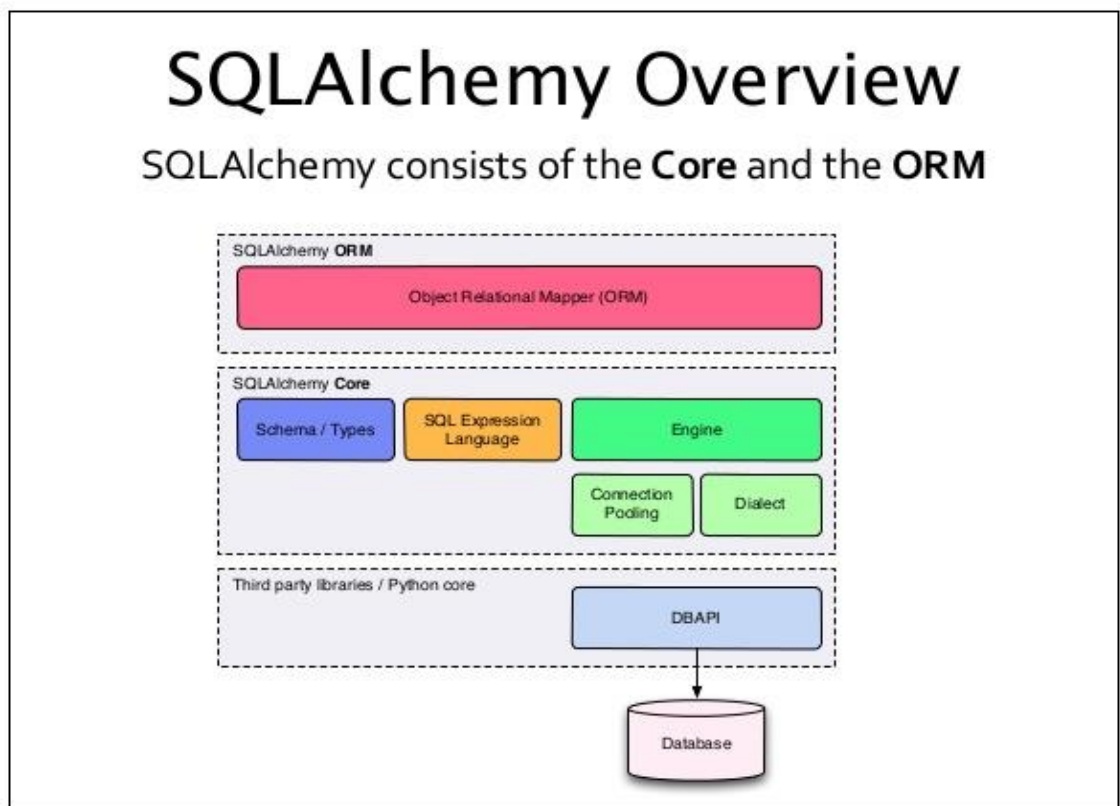 SQLAlchemy Overview
SQLAlchemy consists of the Core and the ORM
SQLAlchemy ORM
Object Relational Mapper (ORM)
SQLAlchemy Core
Schema / Types
SQL Expression
Language
Engine
Connection
Pooling
Dialect
Third party libraries / Python core
DBAPI
Database